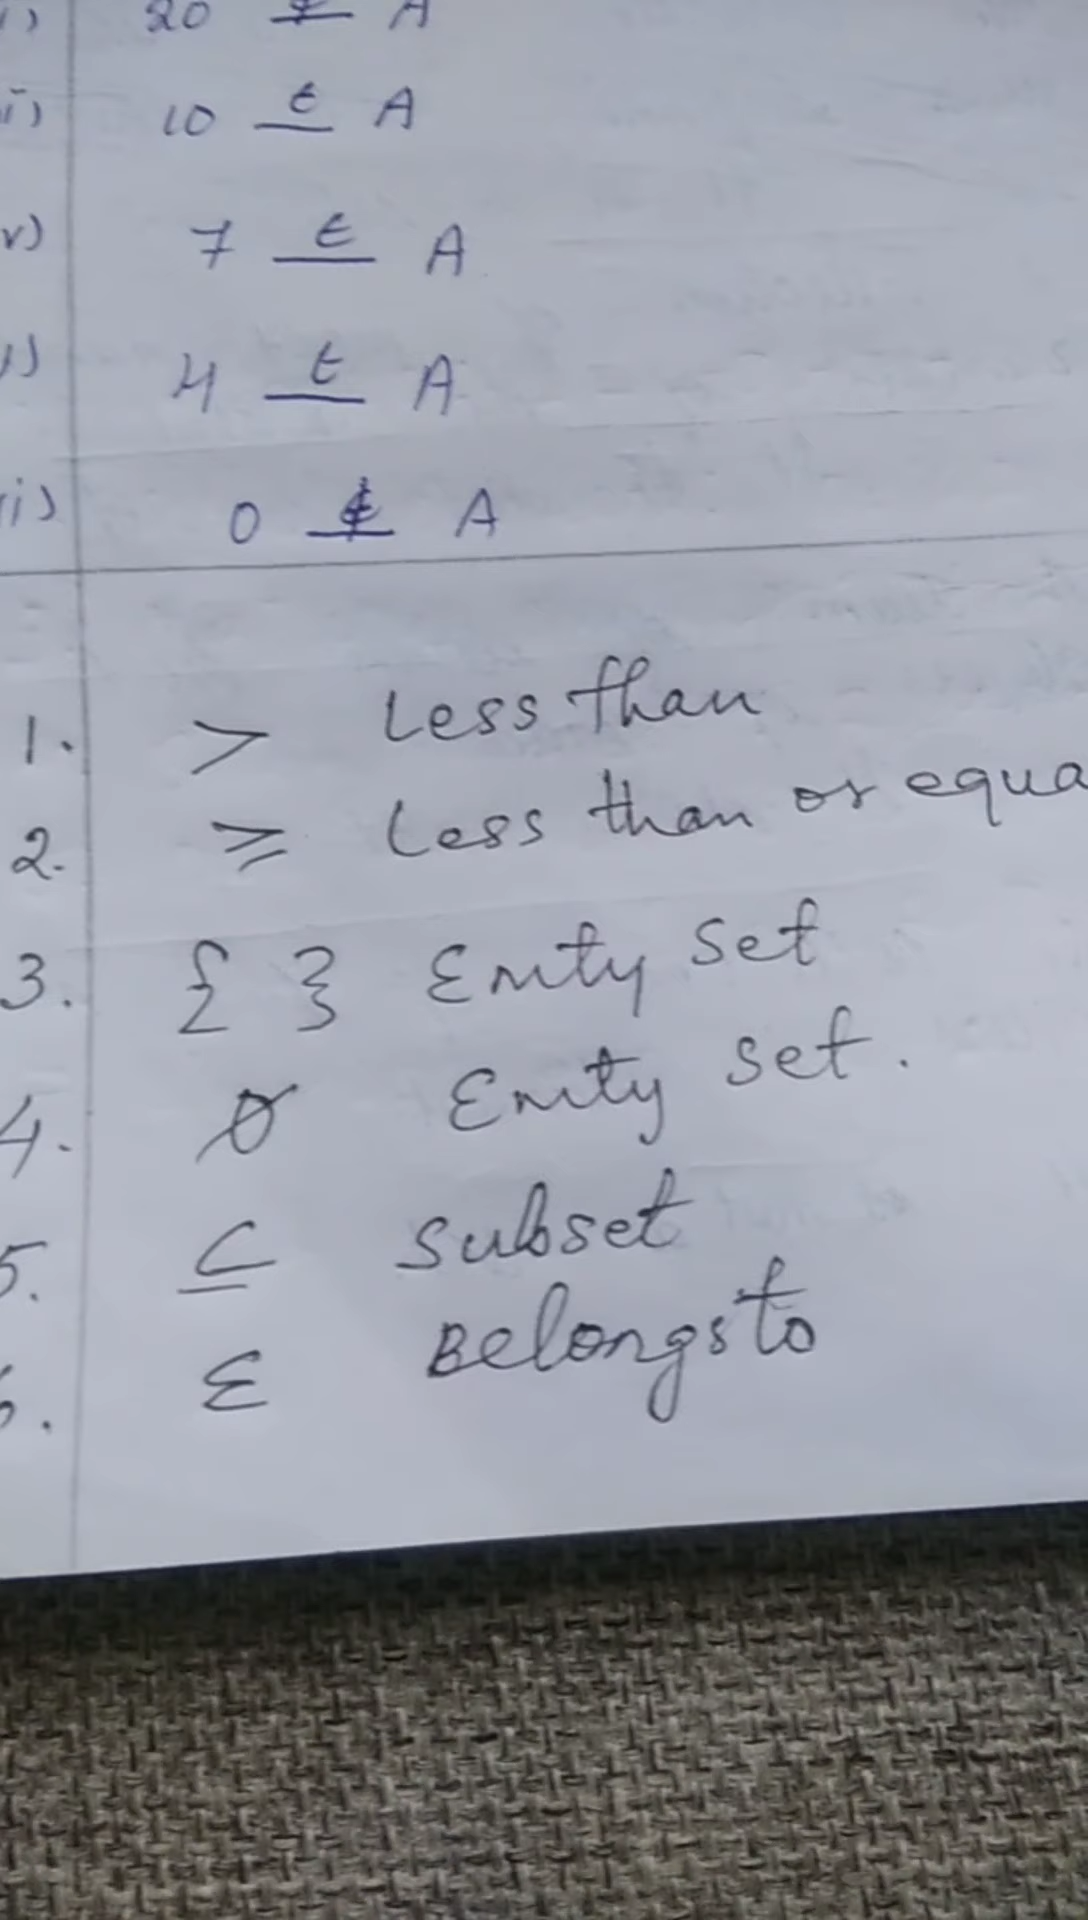 20 ∉ A
10 ∈ A
7 ∈ A
4 ∈ A
0 ∉ A
1. > Less than
2. ≥ Less than or equa
3. { } Emty set
4. Ø Emty set.
5. ⊆ subset
6. ∈ Belongs to